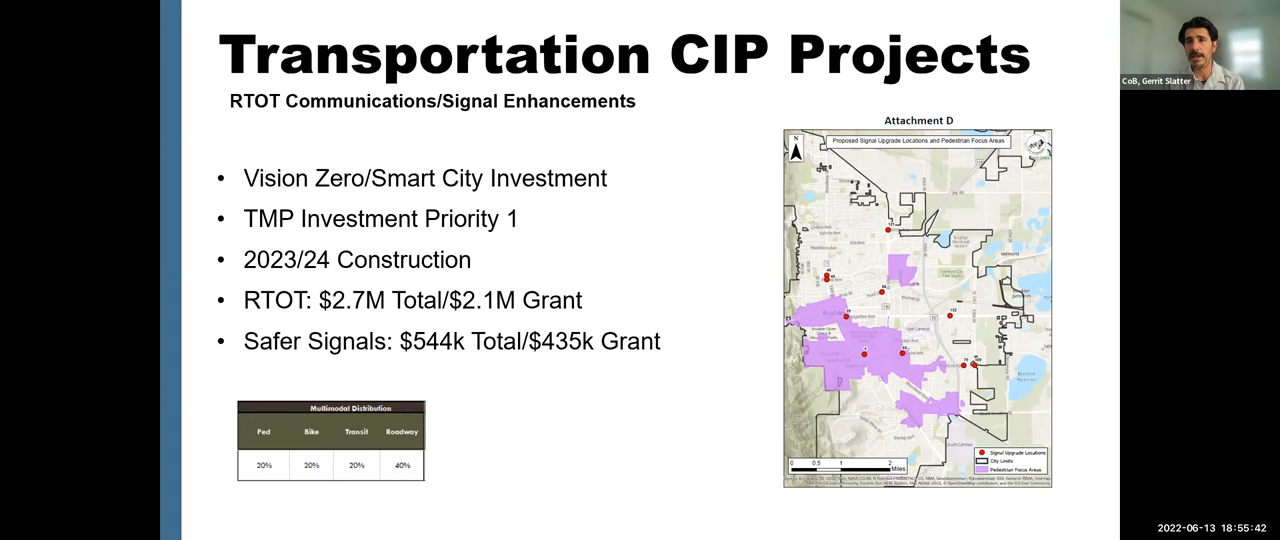 Transportation CIP Projects
CoB, Gerrit Slatter
RTOT Communications/Signal Enhancements
Attachment D
N
Proposed Signal Upgrade Locations and Pedestrian Focus Areas
• Vision Zero/Smart City Investment
• TMP Investment Priority 1
• 2023/24 Construction
• RTOT: $2.7M Total/$2.1M Grant
• Safer Signals: $544k Total/$435k Grant
Multimodal Distribution
Ped Bike Transit Roadway
20% 20% 20% 40%
Signal Upgrade Locations
City Limits
Pedestrian Focus Areas
0 0.5 1 2
Miles
2022-06-13 18:55:42